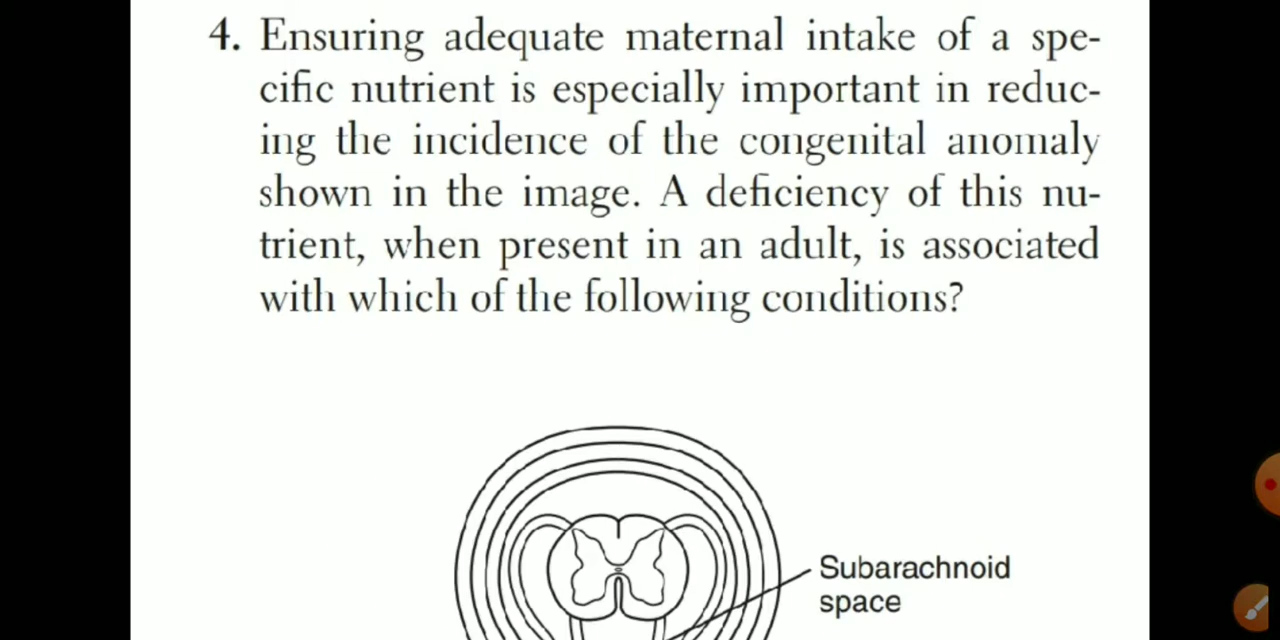 4. Ensuring adequate maternal intake of a spe-
cific nutrient is especially important in reduc-
ing the incidence of the congenital anomaly
shown in the image. A deficiency of this nu-
trient, when present in an adult, is associated
with which of the following conditions?
Subarachnoid
space